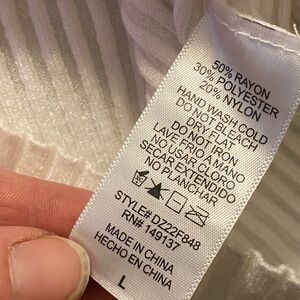 50% RAYON
30% POLYESTER
20% NYLON
HAND WASH COLD
DO NOT BLEACH
DRY FLAT
DO NOT IRON
LAVE FRIO A MANO
NO USAR CLORO
SECAR EXTENDIDO
NO PLANCHAR
STYLE# DZ22F848
RN# 149137
MADE IN CHINA
HECHO EN CHINA
L